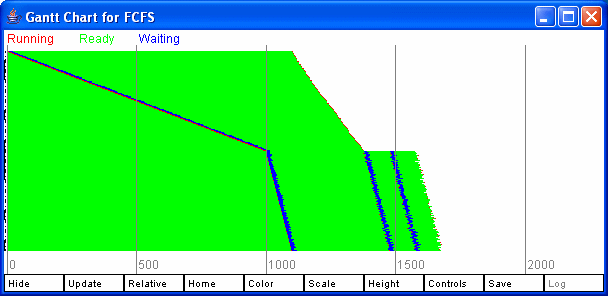 Gantt Chart for FCFS
Running Ready Waiting
0 500 1000 1500 2000
Hide Update Relative Home Color Scale Height Controls Save Log